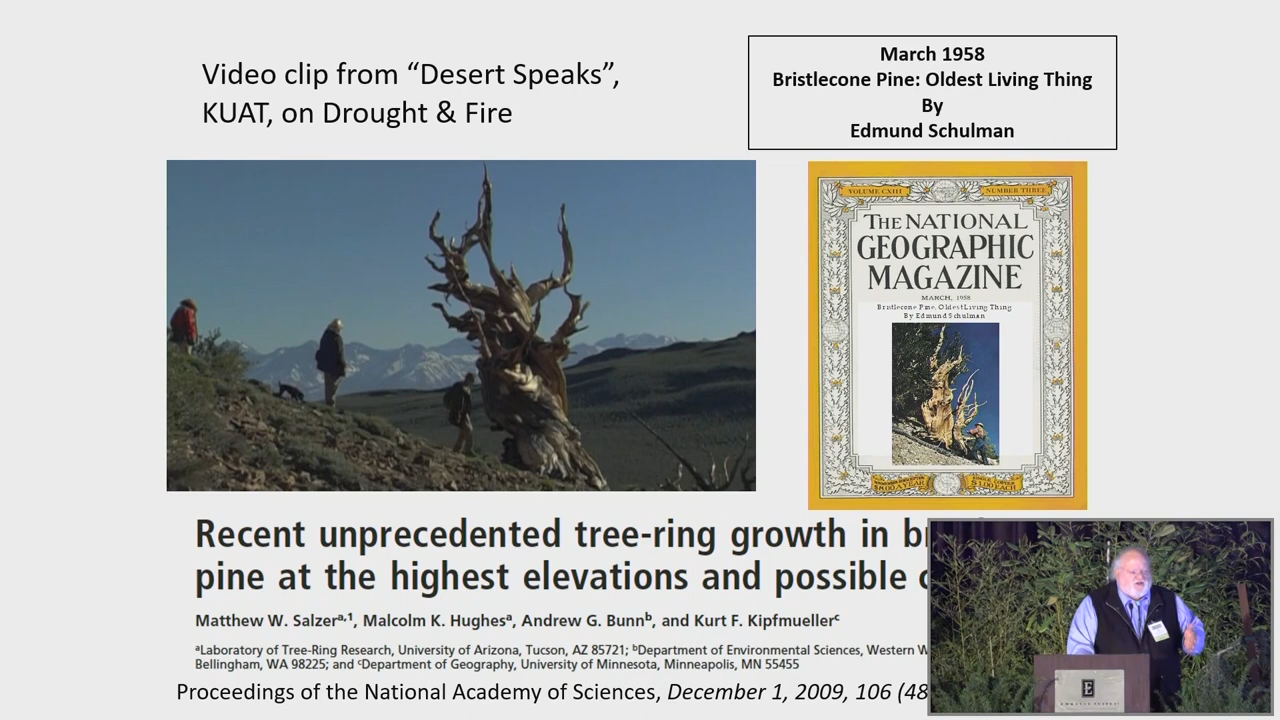 Video clip from “Desert Speaks”,
KUAT, on Drought & Fire
March 1958
Bristlecone Pine: Oldest Living Thing
By
Edmund Schulman
VOLUME CXIII
NUMBER THREE
THE NATIONAL
GEOGRAPHIC
MAGAZINE
MARCH, 1958
Bristlecone Pine, Oldest Living Thing
By Edmund Schulman
Recent unprecedented tree-ring growth in br
pine at the highest elevations and possible
Matthew W. Salzerᵃ,¹, Malcolm K. Hughesᵃ, Andrew G. Bunnᵇ, and Kurt F. Kipfmuellerᶜ
ᵃLaboratory of Tree-Ring Research, University of Arizona, Tucson, AZ 85721; ᵇDepartment of Environmental Sciences, Western W
Bellingham, WA 98225; and ᶜDepartment of Geography, University of Minnesota, Minneapolis, MN 55455
Proceedings of the National Academy of Sciences, December 1, 2009, 106 (48
E